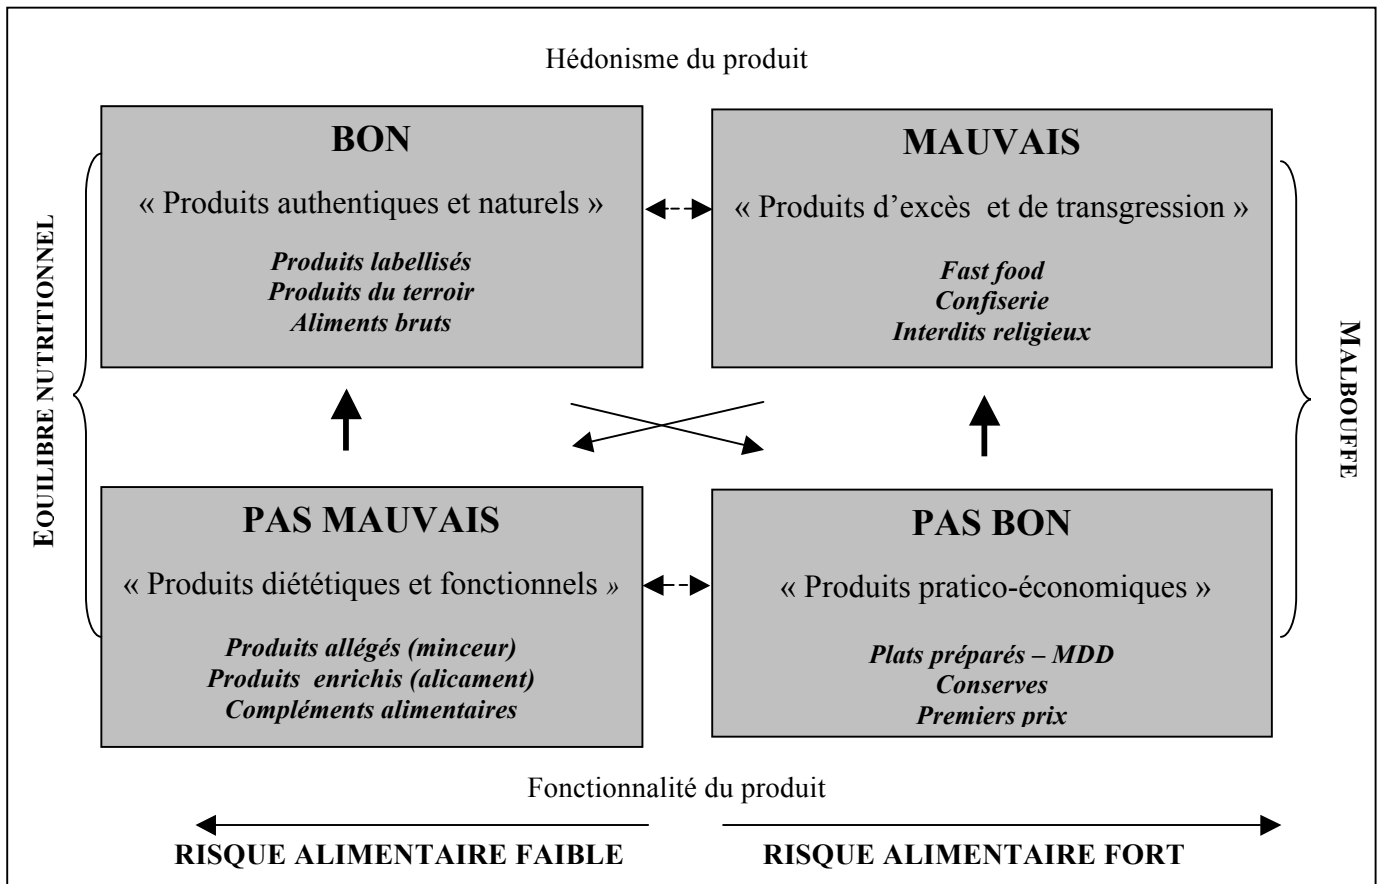 Hédonisme du produit
BON
« Produits authentiques et naturels »
Produits labellisés
Produits du terroir
Aliments bruts
MAUVAIS
« Produits d’excès et de transgression »
Fast food
Confiserie
Interdits religieux
EQUILIBRE NUTRITIONNEL
MALBOUFFE
PAS MAUVAIS
« Produits diététiques et fonctionnels »
Produits allégés (minceur)
Produits enrichis (alicament)
Compléments alimentaires
PAS BON
« Produits pratico-économiques »
Plats préparés – MDD
Conserves
Premiers prix
Fonctionnalité du produit
RISQUE ALIMENTAIRE FAIBLE
RISQUE ALIMENTAIRE FORT